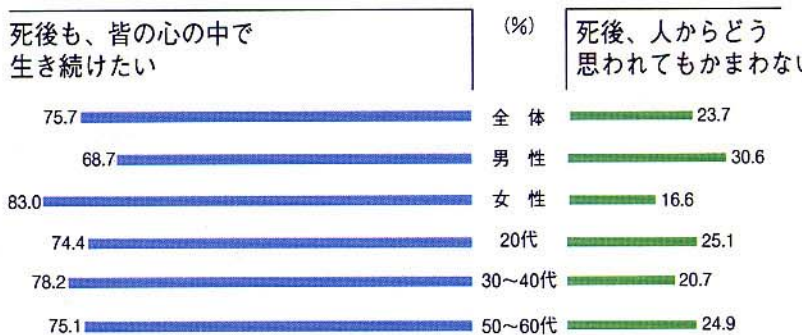 死後も、皆の心の中で
生き続けたい
(%)
死後、人からどう
思われてもかまわない
75.7 全体 23.7
68.7 男性 30.6
83.0 女性 16.6
74.4 20代 25.1
78.2 30〜40代 20.7
75.1 50〜60代 24.9